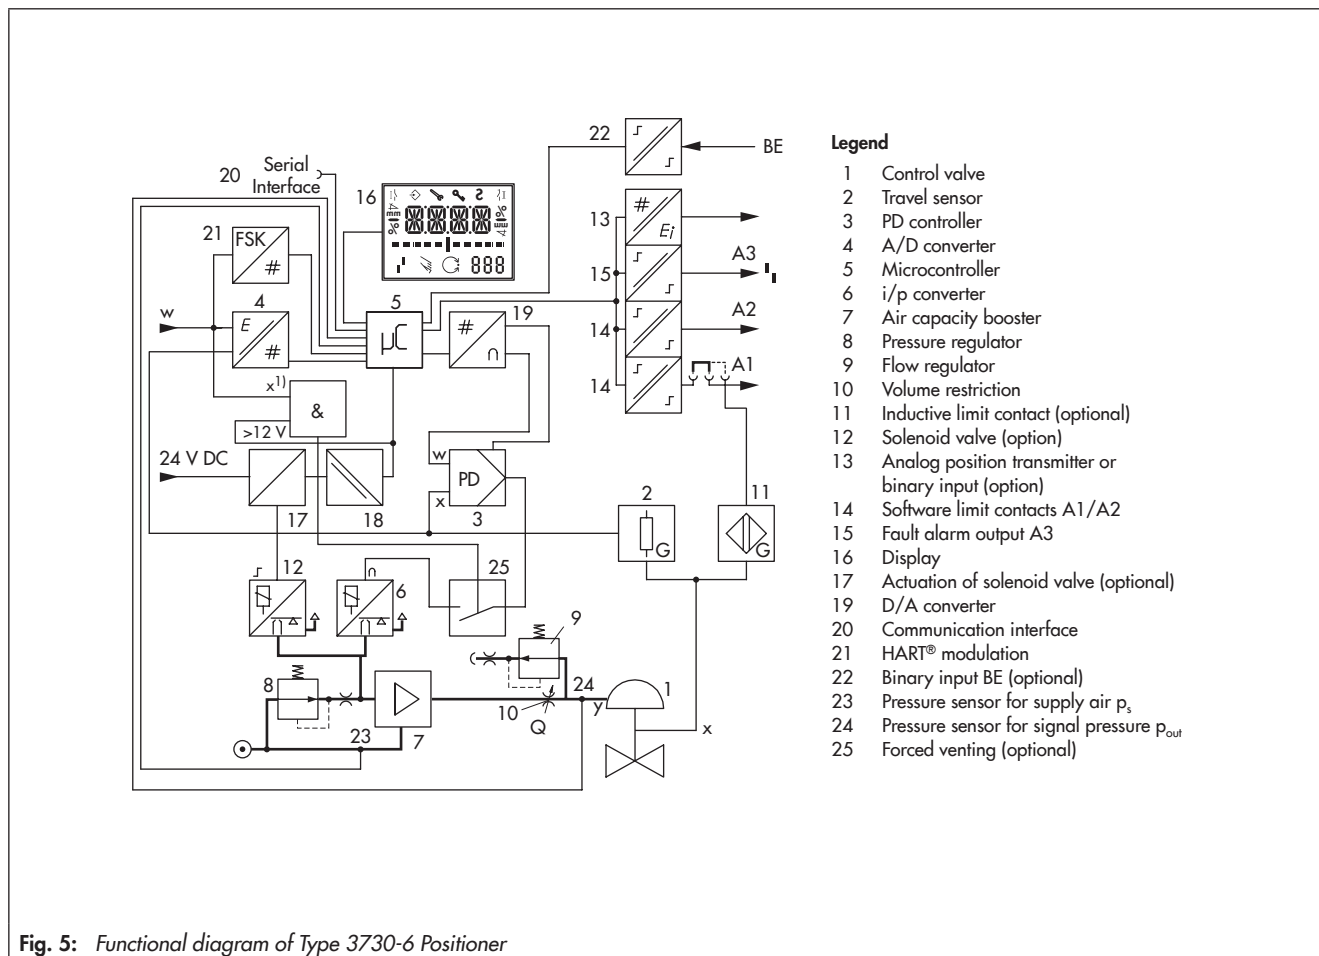 22
BE
Serial
20
Interface
16
mm
%
%
mm
888
13
#
Ei
21
FSK
#
A3
15
4
5
19
w
E
#
µC
#
A2
14
x¹⁾
&
A1
14
>12 V
24 V DC
w
PD
x
17
18
3
2
11
G
G
12
6
25
9
8
24
1
10
y
Q
x
23
7
Legend
1 Control valve
2 Travel sensor
3 PD controller
4 A/D converter
5 Microcontroller
6 i/p converter
7 Air capacity booster
8 Pressure regulator
9 Flow regulator
10 Volume restriction
11 Inductive limit contact (optional)
12 Solenoid valve (option)
13 Analog position transmitter or
binary input (option)
14 Software limit contacts A1/A2
15 Fault alarm output A3
16 Display
17 Actuation of solenoid valve (optional)
19 D/A converter
20 Communication interface
21 HART® modulation
22 Binary input BE (optional)
23 Pressure sensor for supply air pₛ
24 Pressure sensor for signal pressure pout
25 Forced venting (optional)
Fig. 5: Functional diagram of Type 3730-6 Positioner